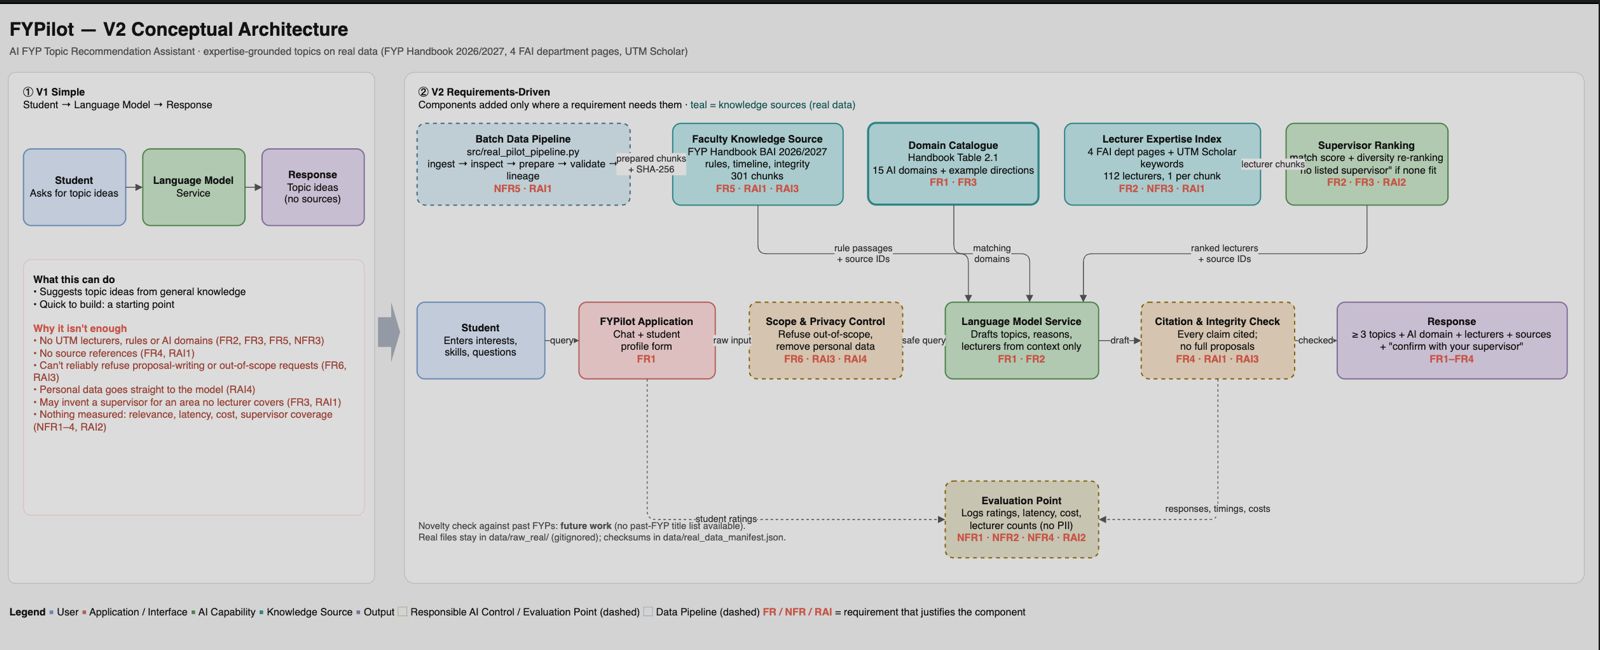 FYPilot — V2 Conceptual Architecture
AI FYP Topic Recommendation Assistant · expertise-grounded topics on real data (FYP Handbook 2026/2027, 4 FAI department pages, UTM Scholar)
① V1 Simple
Student → Language Model → Response
Student
Asks for topic ideas
Language Model
Service
Response
Topic ideas
(no sources)
What this can do
• Suggests topic ideas from general knowledge
• Quick to build: a starting point
Why it isn't enough
• No UTM lecturers, rules or AI domains (FR2, FR3, FR5, NFR3)
• No source references (FR4, RAI1)
• Can't reliably refuse proposal-writing or out-of-scope requests (FR6,
RAI3)
• Personal data goes straight to the model (RAI4)
• May invent a supervisor for an area no lecturer covers (FR3, RAI1)
• Nothing measured: relevance, latency, cost, supervisor coverage
(NFR1–4, RAI2)
② V2 Requirements-Driven
Components added only where a requirement needs them · teal = knowledge sources (real data)
Batch Data Pipeline
src/real_pilot_pipeline.py
ingest → inspect → prepare → validate →
lineage
NFR5 · RAI1
prepared chunks
+ SHA-256
Faculty Knowledge Source
FYP Handbook BAI 2026/2027
rules, timeline, integrity
301 chunks
FR5 · RAI1 · RAI3
Domain Catalogue
Handbook Table 2.1
15 AI domains + example directions
FR1 · FR3
Lecturer Expertise Index
4 FAI dept pages + UTM Scholar
keywords
112 lecturers, 1 per chunk
FR2 · NFR3 · RAI1
lecturer chunks
Supervisor Ranking
match score + diversity re-ranking
"no listed supervisor" if none fit
FR2 · FR3 · RAI2
rule passages
+ source IDs
matching
domains
ranked lecturers
+ source IDs
Student
Enters interests,
skills, questions
query
FYPilot Application
Chat + student
profile form
FR1
raw input
Scope & Privacy Control
Refuse out-of-scope,
remove personal data
FR6 · RAI3 · RAI4
safe query
Language Model Service
Drafts topics, reasons,
lecturers from context only
FR1 · FR2
draft
Citation & Integrity Check
Every claim cited;
no full proposals
FR4 · RAI1 · RAI3
checked
Response
≥ 3 topics + AI domain + lecturers + sources
+ "confirm with your supervisor"
FR1–FR4
student ratings
Evaluation Point
Logs ratings, latency, cost,
lecturer counts (no PII)
NFR1 · NFR2 · NFR4 · RAI2
responses, timings, costs
Novelty check against past FYPs: future work (no past-FYP title list available).
Real files stay in data/raw_real/ (gitignored); checksums in data/real_data_manifest.json.
Legend User Application / Interface AI Capability Knowledge Source Output Responsible AI Control / Evaluation Point (dashed) Data Pipeline (dashed) FR / NFR / RAI = requirement that justifies the component